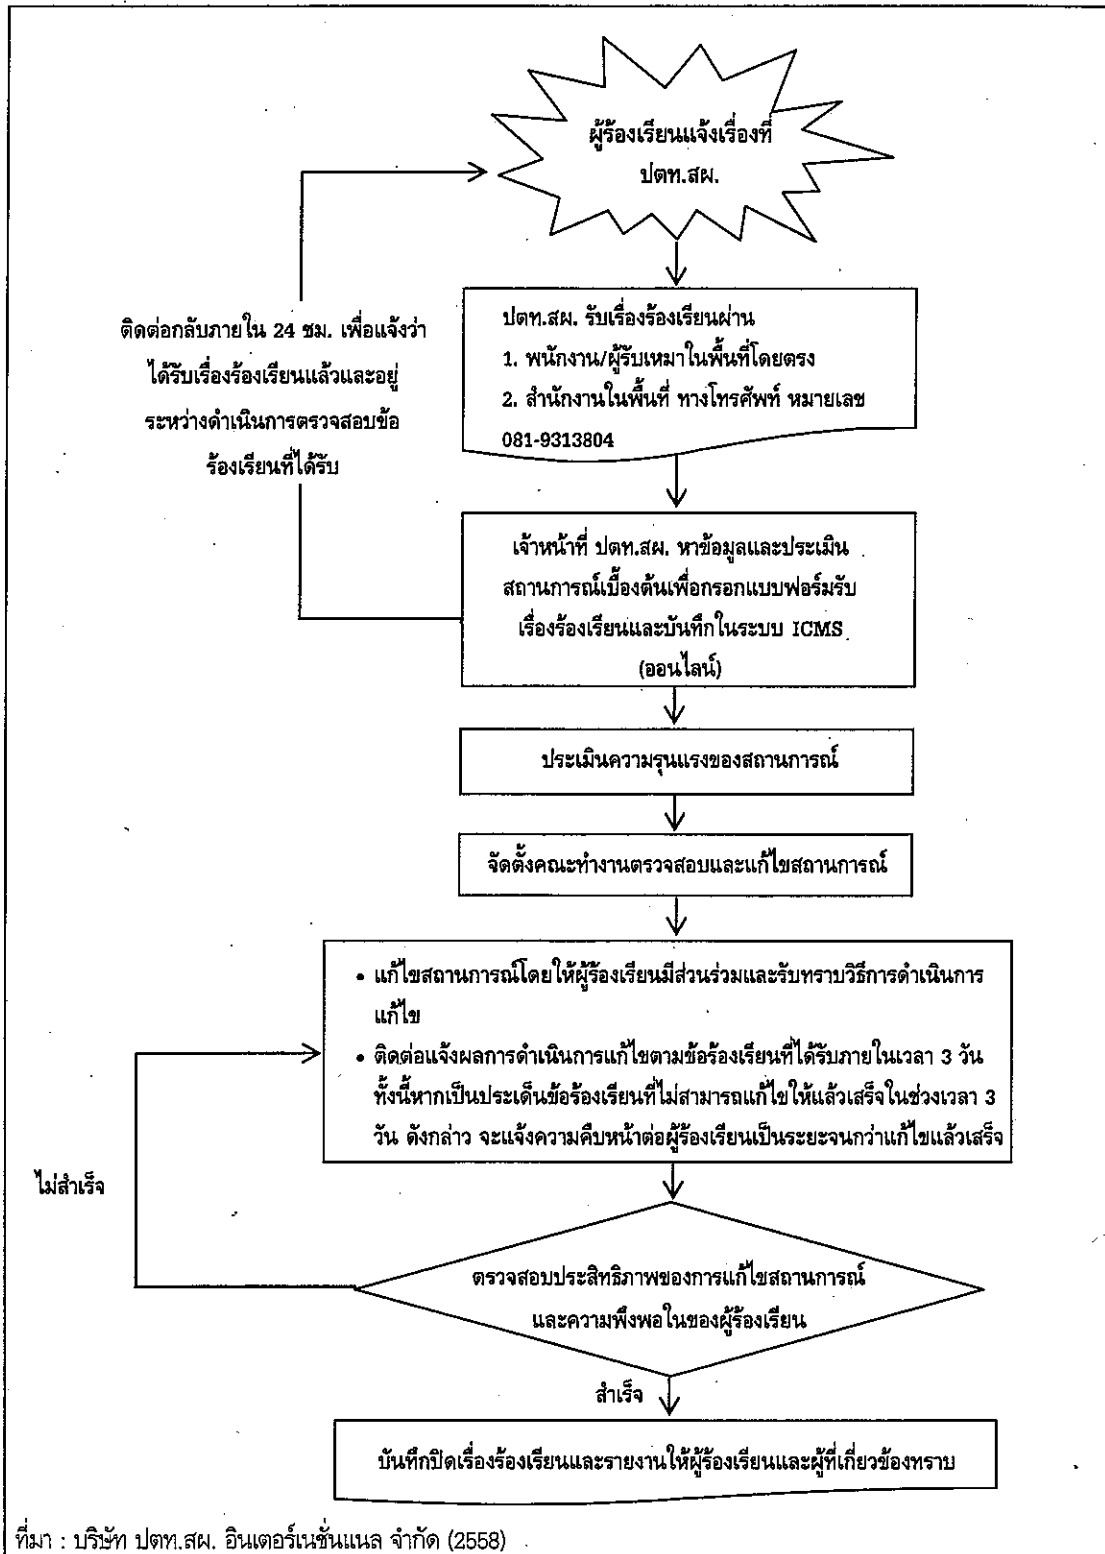 ผู้ร้องเรียนแจ้งเรื่องที่
ปตท.สผ.
ติดต่อกลับภายใน 24 ชม. เพื่อแจ้งว่า
ได้รับเรื่องร้องเรียนแล้วและอยู่
ระหว่างดำเนินการตรวจสอบข้อ
ร้องเรียนที่ได้รับ
ปตท.สผ. รับเรื่องร้องเรียนผ่าน
1. พนักงาน/ผู้รับเหมาในพื้นที่โดยตรง
2. สำนักงานในพื้นที่ ทางโทรศัพท์ หมายเลข
081-9313804
เจ้าหน้าที่ ปตท.สผ. หาข้อมูลและประเมิน
สถานการณ์เบื้องต้นเพื่อกรอกแบบฟอร์มรับ
เรื่องร้องเรียนและบันทึกในระบบ ICMS
(ออนไลน์)
ประเมินความรุนแรงของสถานการณ์
จัดตั้งคณะทำงานตรวจสอบและแก้ไขสถานการณ์
• แก้ไขสถานการณ์โดยให้ผู้ร้องเรียนมีส่วนร่วมและรับทราบวิธีการดำเนินการ
แก้ไข
• ติดต่อแจ้งผลการดำเนินการแก้ไขตามข้อร้องเรียนที่ได้รับภายในเวลา 3 วัน
ทั้งนี้หากเป็นประเด็นข้อร้องเรียนที่ไม่สามารถแก้ไขให้แล้วเสร็จในช่วงเวลา 3
วัน ดังกล่าว จะแจ้งความคืบหน้าต่อผู้ร้องเรียนเป็นระยะจนกว่าแก้ไขแล้วเสร็จ
ไม่สำเร็จ
ตรวจสอบประสิทธิภาพของการแก้ไขสถานการณ์
และความพึงพอในของผู้ร้องเรียน
สำเร็จ
บันทึกปิดเรื่องร้องเรียนและรายงานให้ผู้ร้องเรียนและผู้ที่เกี่ยวข้องทราบ
ที่มา : บริษัท ปตท.สผ. อินเตอร์เนชั่นแนล จำกัด (2558)